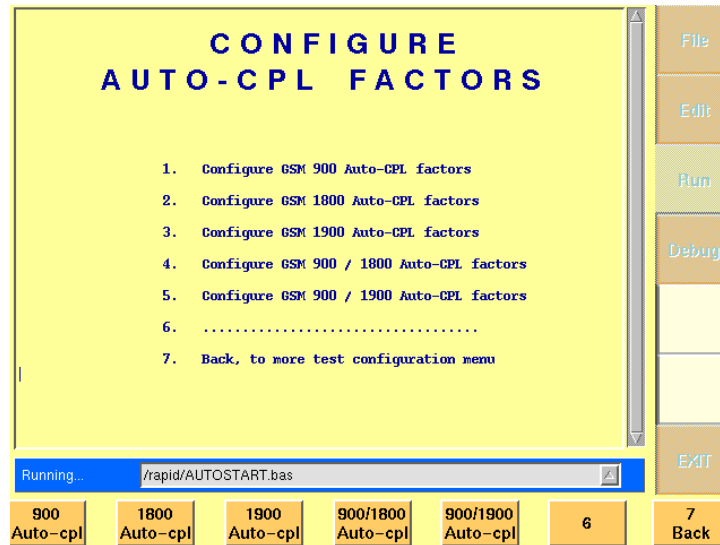 CONFIGURE
AUTO-CPL FACTORS
1. Configure GSM 900 Auto-CPL factors
2. Configure GSM 1800 Auto-CPL factors
3. Configure GSM 1900 Auto-CPL factors
4. Configure GSM 900 / 1800 Auto-CPL factors
5. Configure GSM 900 / 1900 Auto-CPL factors
6. ..................................
7. Back, to more test configuration menu
File
Edit
Run
Debug
EXIT
Running... /rapid/AUTOSTART.bas
900
Auto-cpl
1800
Auto-cpl
1900
Auto-cpl
900/1800
Auto-cpl
900/1900
Auto-cpl
6
7
Back